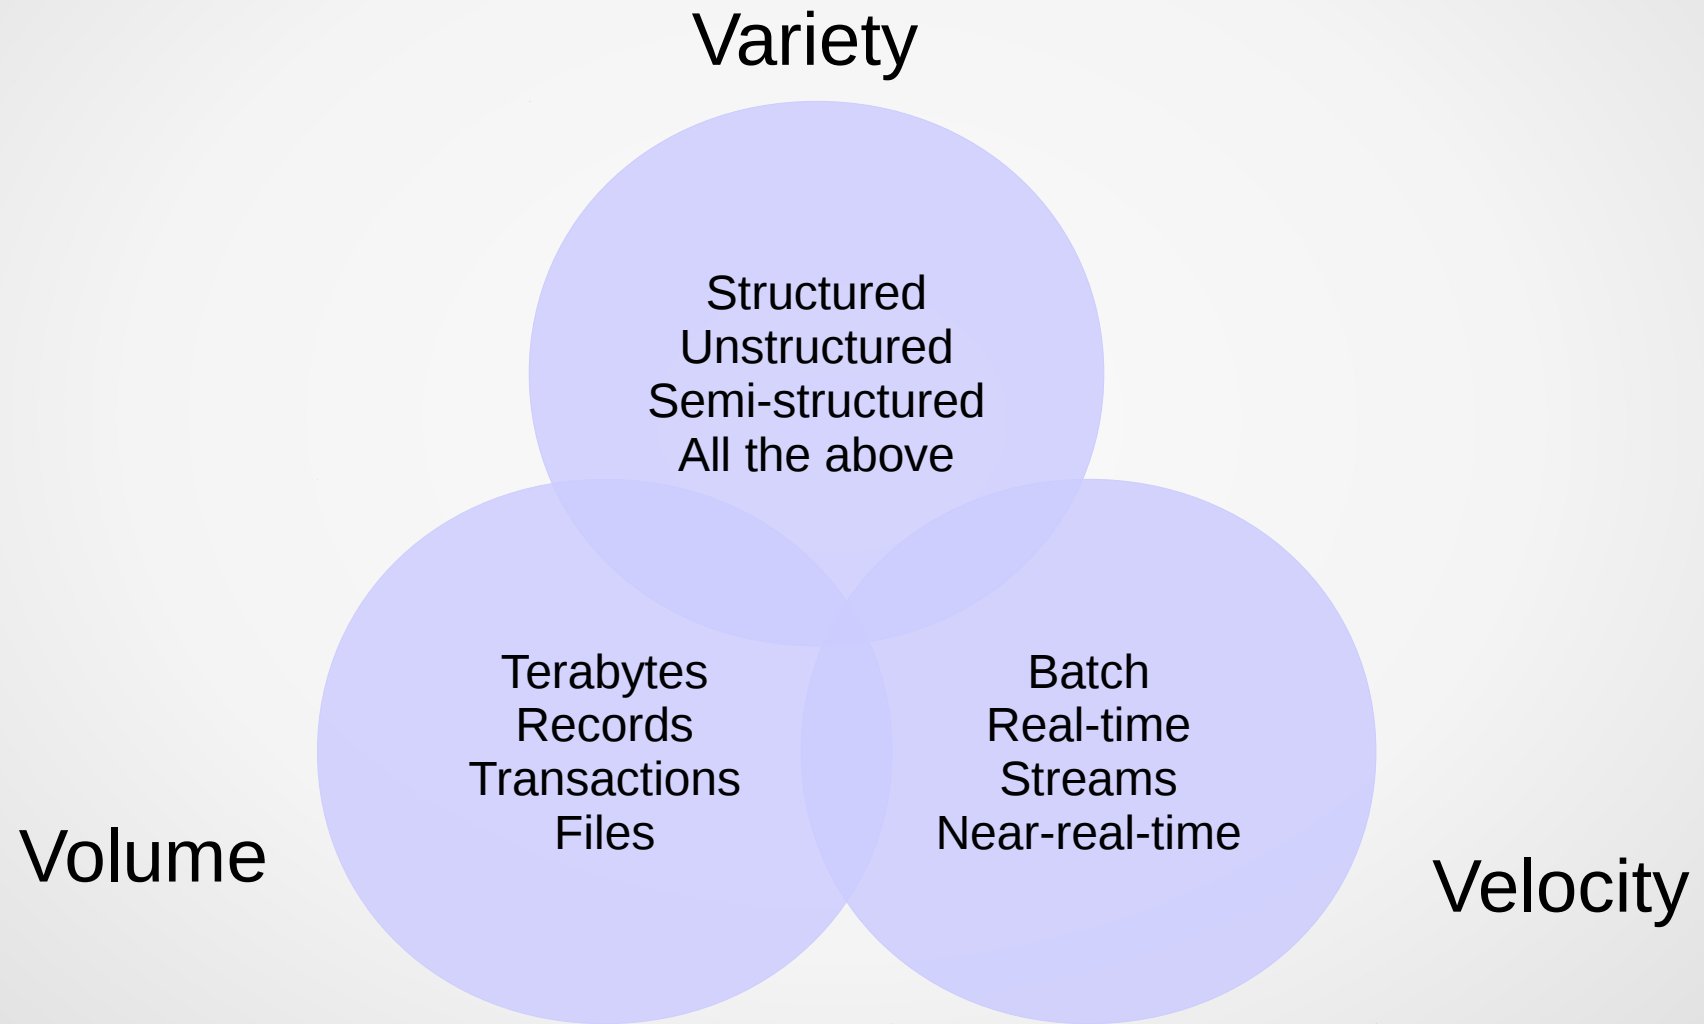 Variety
Structured
Unstructured
Semi-structured
All the above
Terabytes
Records
Transactions
Files
Batch
Real-time
Streams
Near-real-time
Volume
Velocity